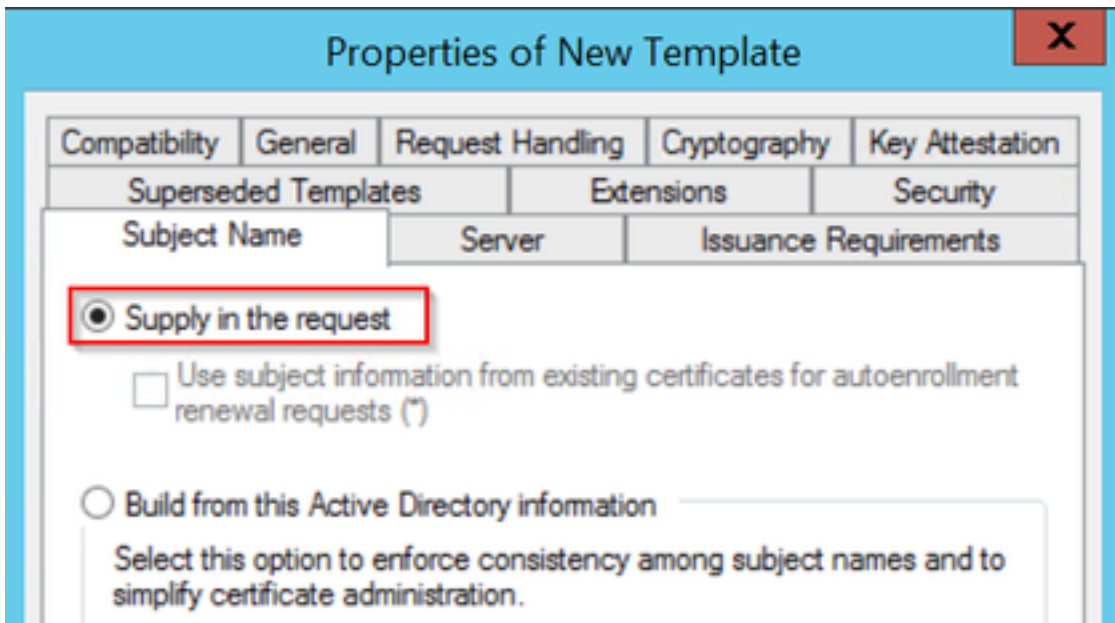 Properties of New Template
X
Compatibility General Request Handling Cryptography Key Attestation
Superseded Templates Extensions Security
Subject Name Server Issuance Requirements
Supply in the request
Use subject information from existing certificates for autoenrollment
renewal requests (*)
Build from this Active Directory information
Select this option to enforce consistency among subject names and to
simplify certificate administration.